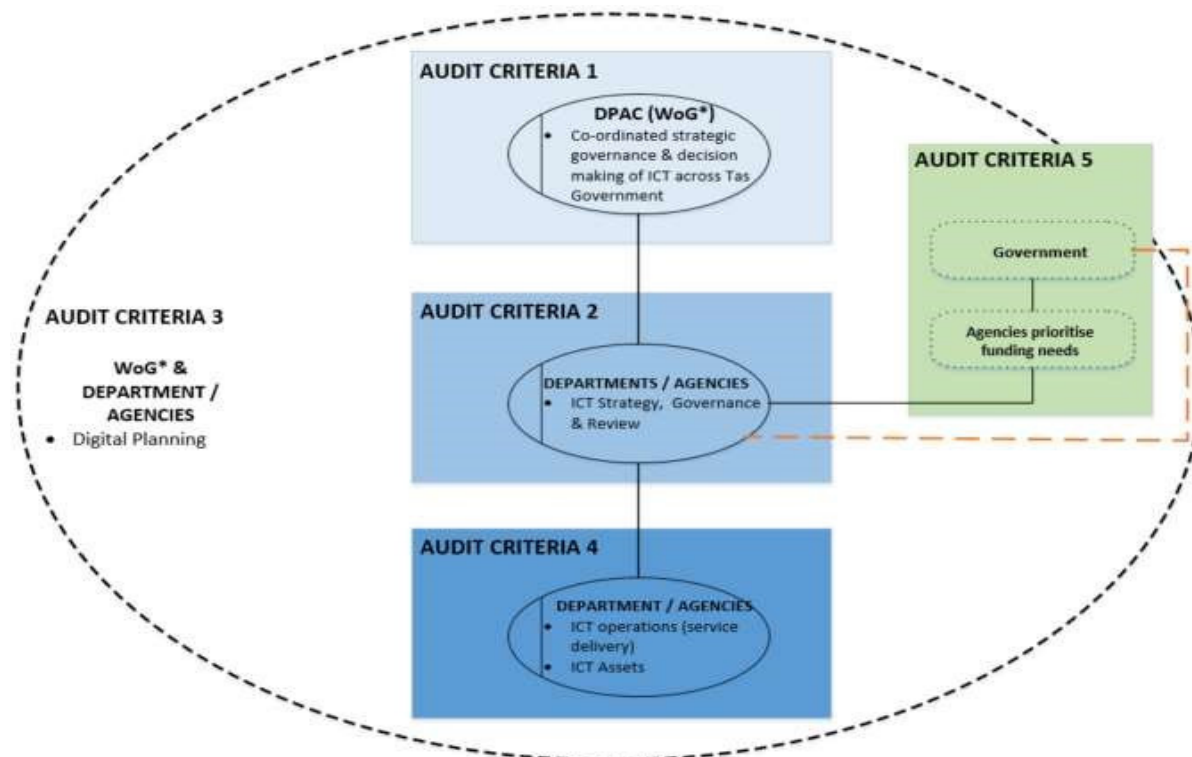 AUDIT CRITERIA 1
DPAC (WoG*)
• Co-ordinated strategic
governance & decision
making of ICT across Tas
Government
AUDIT CRITERIA 5
Government
Agencies prioritise
funding needs
AUDIT CRITERIA 2
DEPARTMENTS / AGENCIES
• ICT Strategy, Governance
& Review
AUDIT CRITERIA 3
WoG* &
DEPARTMENT /
AGENCIES
• Digital Planning
AUDIT CRITERIA 4
DEPARTMENT / AGENCIES
• ICT operations (service
delivery)
• ICT Assets